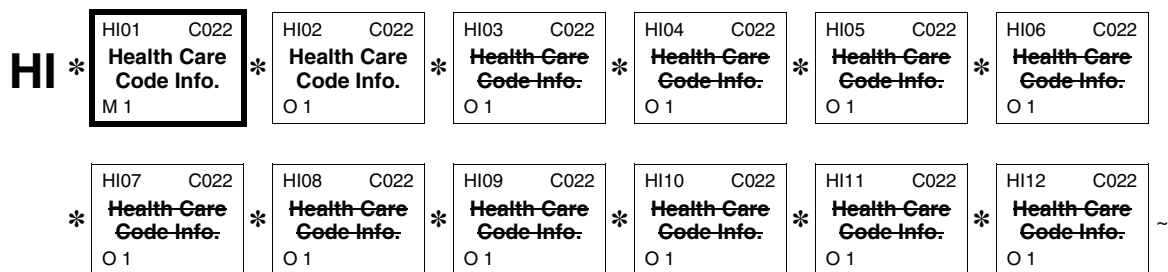 HI * HI01 C022 * HI02 C022 * HI03 C022 * HI04 C022 * HI05 C022 * HI06 C022
Health Care Health Care Health Care Health Care Health Care Health Care
Code Info. Code Info. Code Info. Code Info. Code Info. Code Info.
M 1 O 1 O 1 O 1 O 1 O 1
* HI07 C022 * HI08 C022 * HI09 C022 * HI10 C022 * HI11 C022 * HI12 C022 ~
Health Care Health Care Health Care Health Care Health Care Health Care
Code Info. Code Info. Code Info. Code Info. Code Info. Code Info.
O 1 O 1 O 1 O 1 O 1 O 1